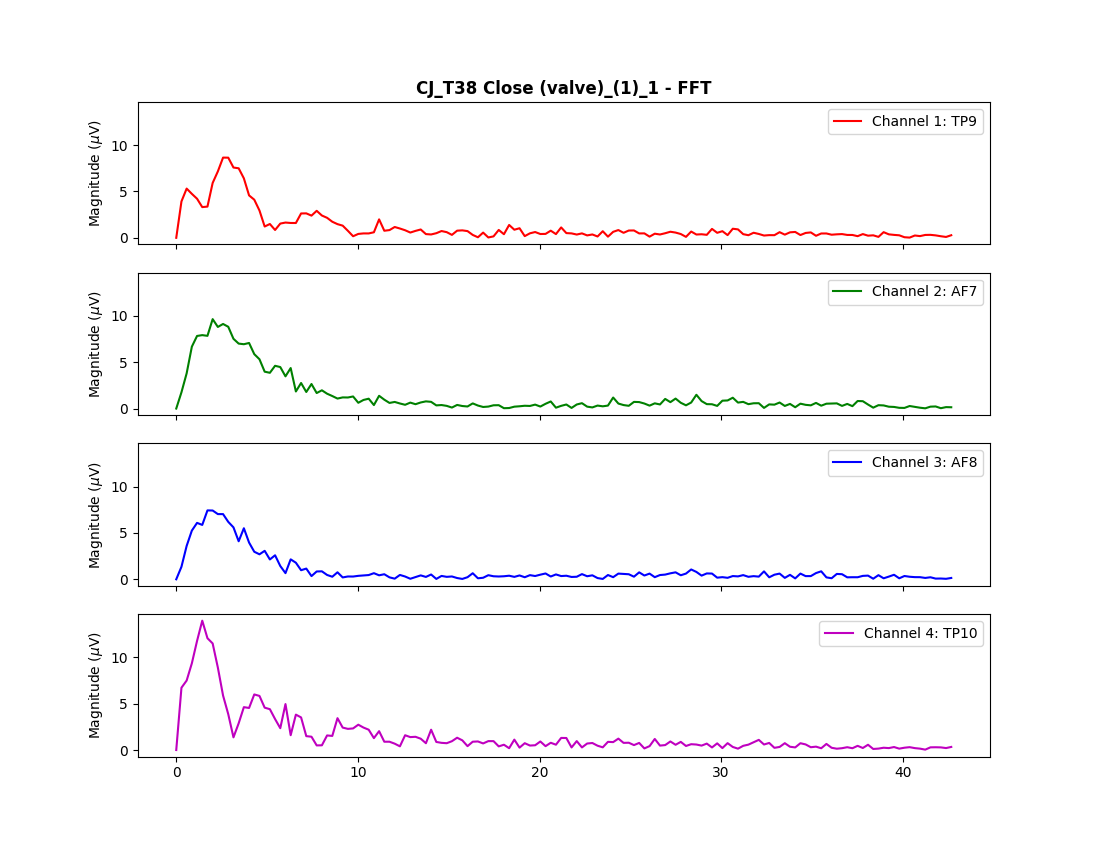 CJ_T38 Close (valve)_(1)_1 - FFT
Magnitude (μV)
10
5
0
Channel 1: TP9
Magnitude (μV)
10
5
0
Channel 2: AF7
Magnitude (μV)
10
5
0
Channel 3: AF8
Magnitude (μV)
10
5
0
Channel 4: TP10
0 10 20 30 40